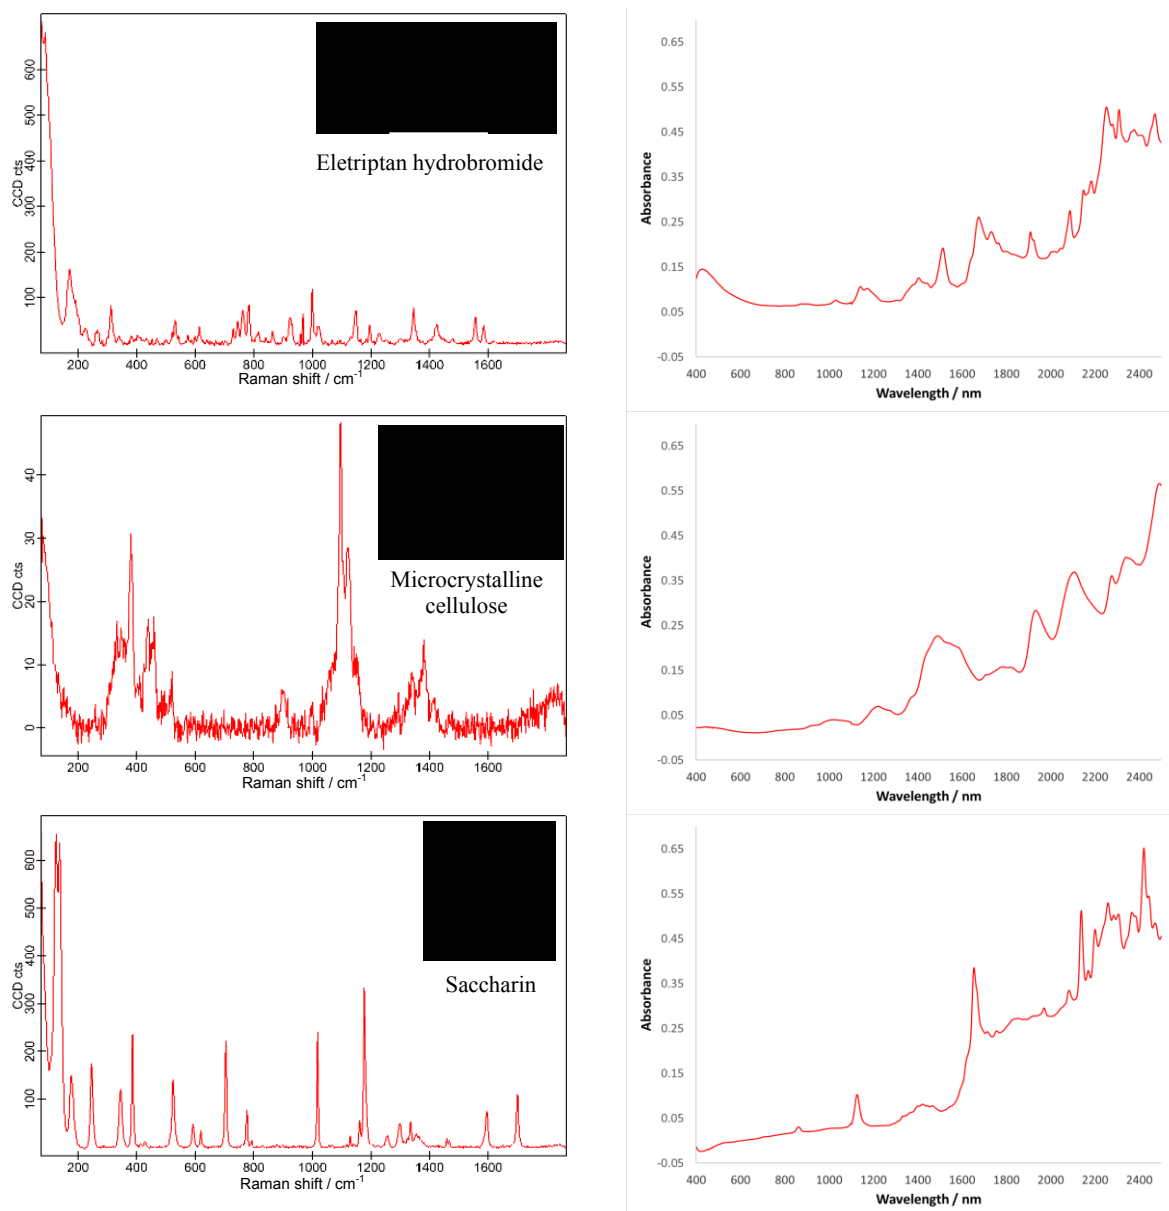 600
500
400
300
200
100
CCD cts
Eletriptan hydrobromide
200 400 600 800 1000 1200 1400 1600
Raman shift / cm-1
0.65
0.55
0.45
0.35
0.25
0.15
0.05
-0.05
Absorbance
400 600 800 1000 1200 1400 1600 1800 2000 2200 2400
Wavelength / nm
40
30
20
10
0
CCD cts
Microcrystalline
cellulose
200 400 600 800 1000 1200 1400 1600
Raman shift / cm-1
0.65
0.55
0.45
0.35
0.25
0.15
0.05
-0.05
Absorbance
400 600 800 1000 1200 1400 1600 1800 2000 2200 2400
Wavelength / nm
600
500
400
300
200
100
CCD cts
Saccharin
200 400 600 800 1000 1200 1400 1600
Raman shift / cm-1
0.65
0.55
0.45
0.35
0.25
0.15
0.05
-0.05
Absorbance
400 600 800 1000 1200 1400 1600 1800 2000 2200 2400
Wavelength / nm